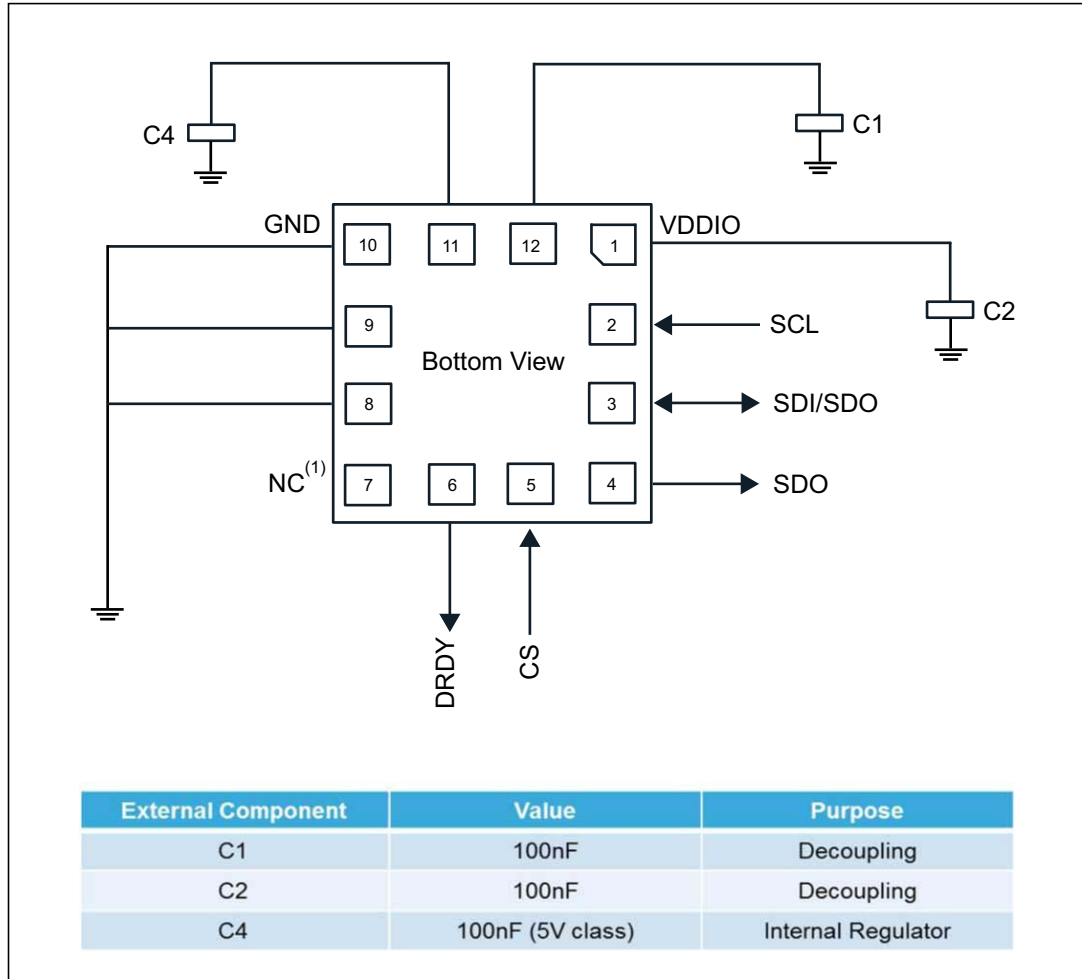 C4
C1
GND
VDDIO
10 11 12 1
9
2
SCL
C2
Bottom View
8
3
SDI/SDO
NC(1)
7 6 5 4
SDO
DRDY
CS
External Component Value Purpose
C1 100nF Decoupling
C2 100nF Decoupling
C4 100nF (5V class) Internal Regulator